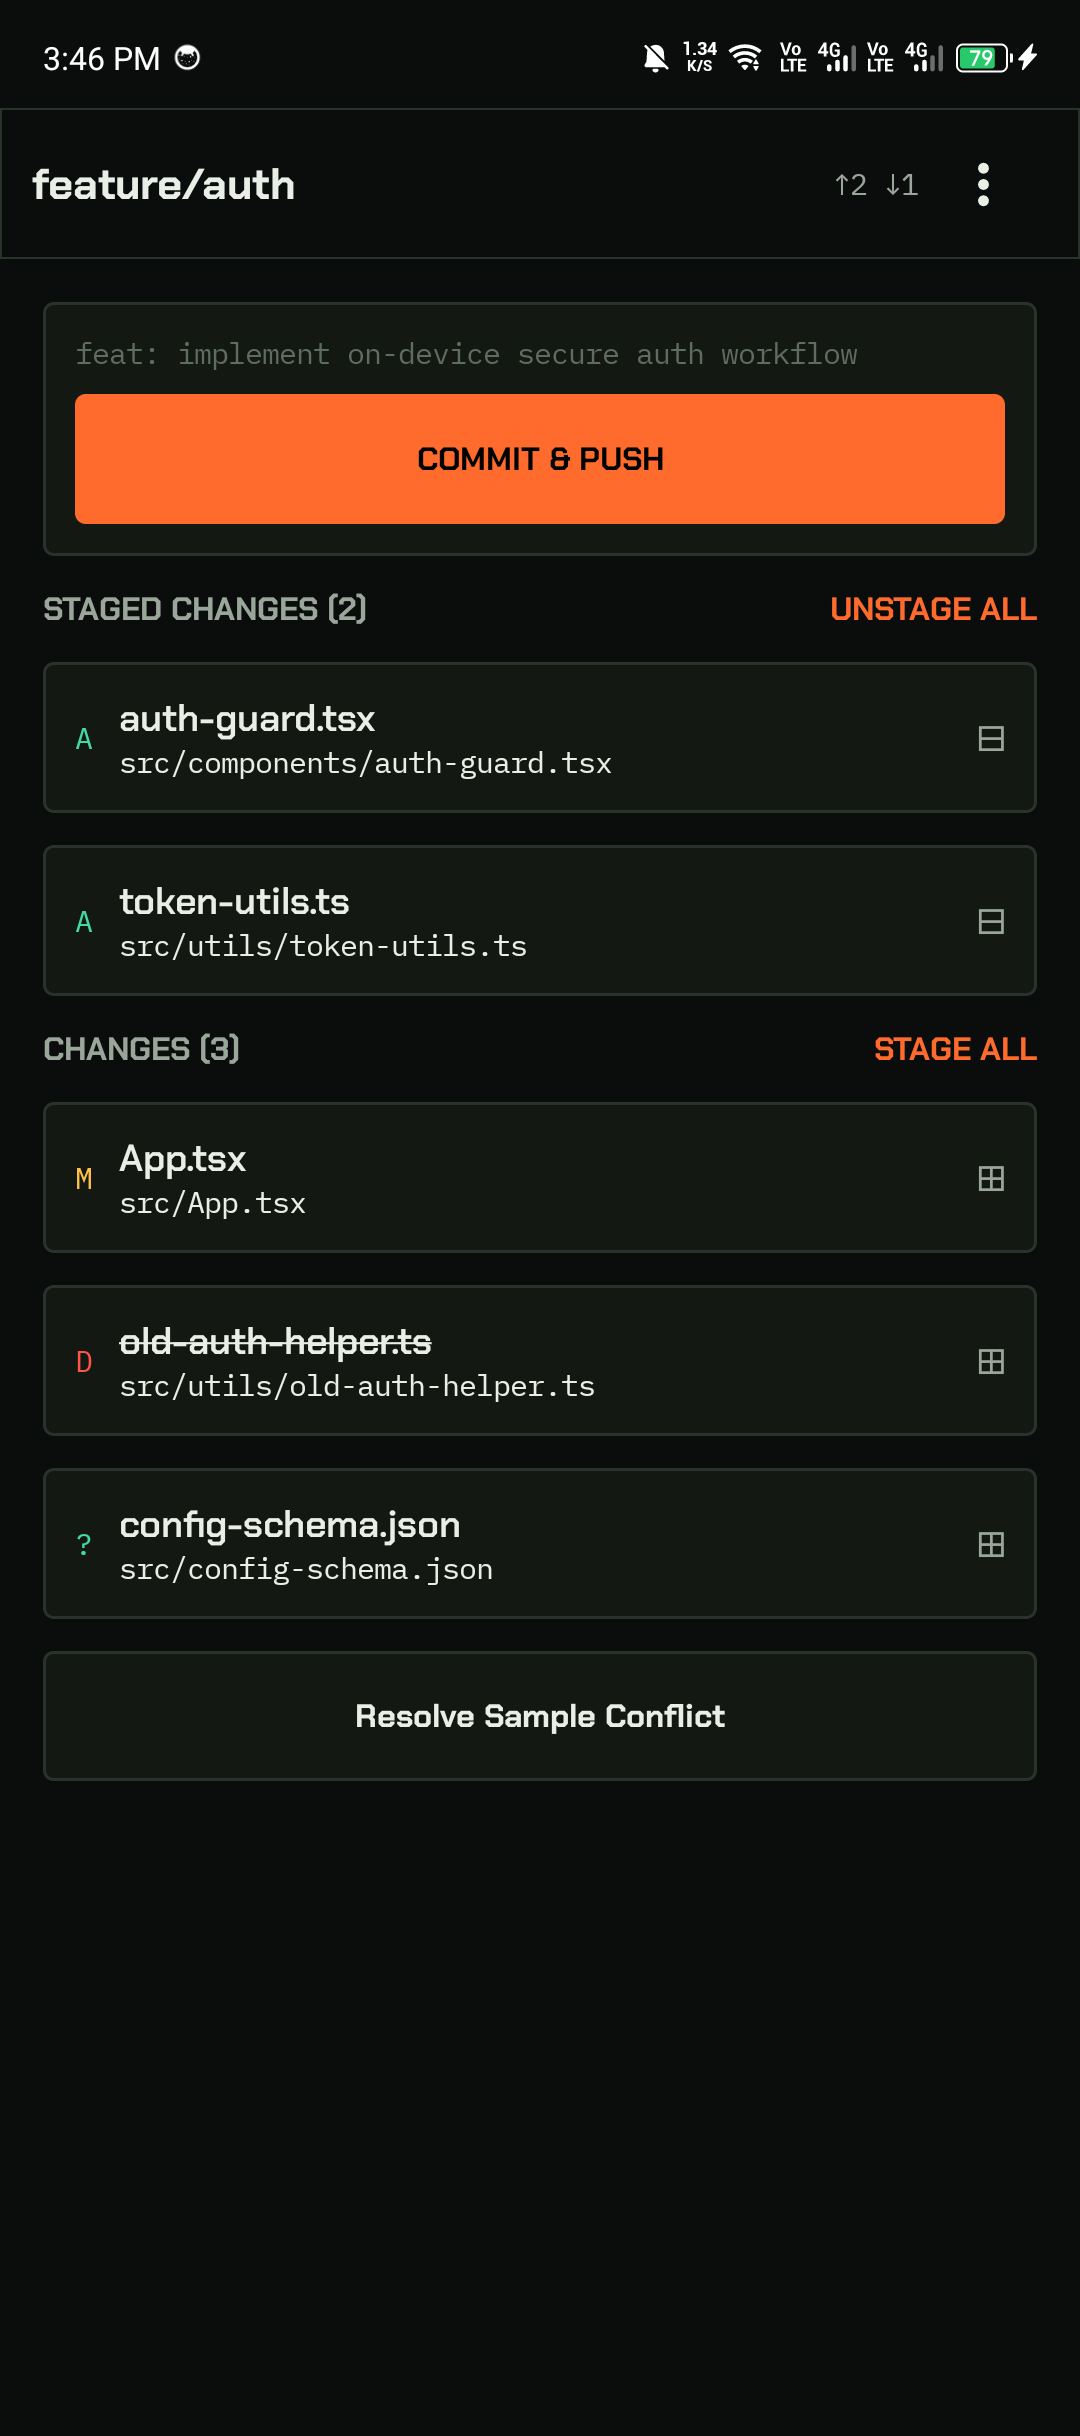 3:46 PM
1.34 K/S
Vo LTE 4G Vo LTE 4G 79
feature/auth ↑2 ↓1
feat: implement on-device secure auth workflow
COMMIT & PUSH
STAGED CHANGES (2) UNSTAGE ALL
A auth-guard.tsx
src/components/auth-guard.tsx
A token-utils.ts
src/utils/token-utils.ts
CHANGES (3) STAGE ALL
M App.tsx
src/App.tsx
D old-auth-helper.ts
src/utils/old-auth-helper.ts
? config-schema.json
src/config-schema.json
Resolve Sample Conflict